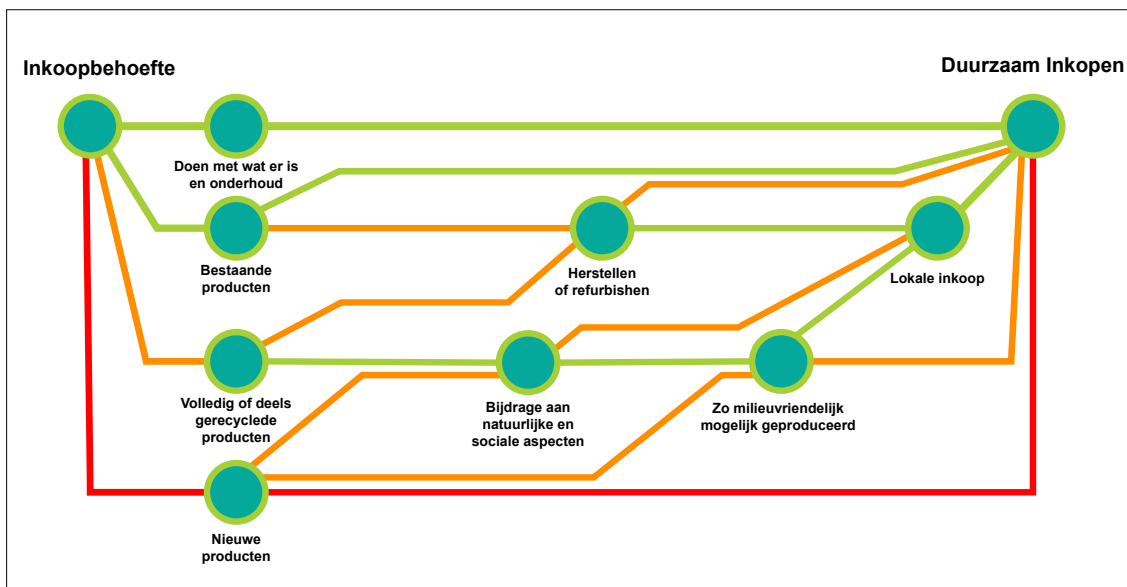 Inkoopbehoefte
Duurzaam Inkopen
Doen met wat er is
en onderhoud
Bestaande
producten
Herstellen
of refurbishen
Lokale inkoop
Volledig of deels
gerecyclede
producten
Bijdrage aan
natuurlijke en
sociale aspecten
Zo milieuvriendelijk
mogelijk geproduceerd
Nieuwe
producten